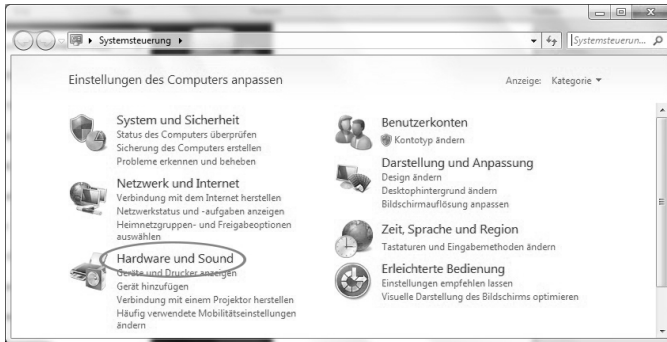 Systemsteuerung
Systemsteuerun...
Einstellungen des Computers anpassen
Anzeige: Kategorie
System und Sicherheit
Status des Computers überprüfen
Sicherung des Computers erstellen
Probleme erkennen und beheben
Netzwerk und Internet
Verbindung mit dem Internet herstellen
Netzwerkstatus und -aufgaben anzeigen
Heimnetzgruppen- und Freigabeoptionen
auswählen
Hardware und Sound
Geräte und Drucker anzeigen
Gerät hinzufügen
Verbindung mit einem Projektor herstellen
Häufig verwendete Mobilitätseinstellungen
ändern
Benutzerkonten
Kontotyp ändern
Darstellung und Anpassung
Design ändern
Desktophintergrund ändern
Bildschirmauflösung anpassen
Zeit, Sprache und Region
Tastaturen und Eingabemethoden ändern
Erleichterte Bedienung
Einstellungen empfehlen lassen
Visuelle Darstellung des Bildschirms optimieren